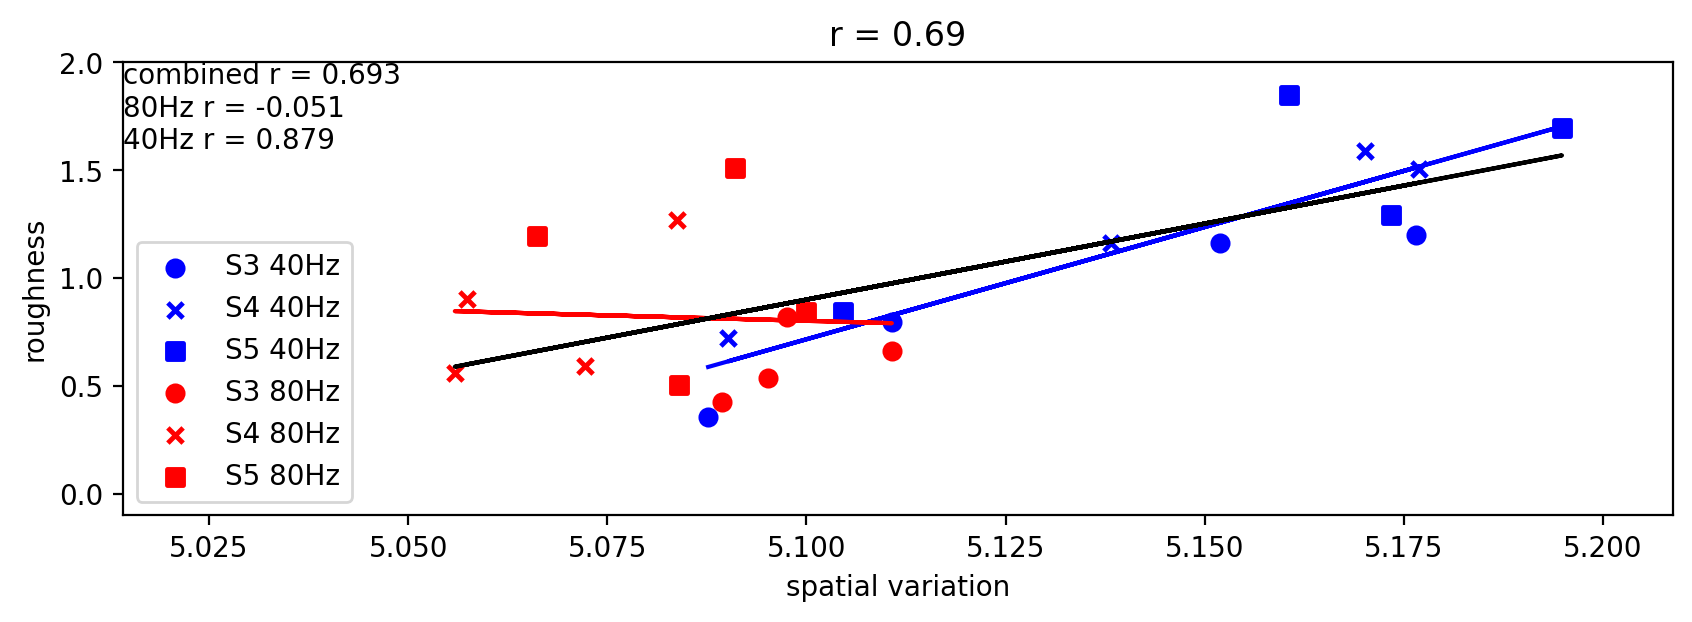 r = 0.69
combined r = 0.693
80Hz r = -0.051
40Hz r = 0.879
2.0
1.5
1.0
0.5
0.0
roughness
S3 40Hz
S4 40Hz
S5 40Hz
S3 80Hz
S4 80Hz
S5 80Hz
5.025 5.050 5.075 5.100 5.125 5.150 5.175 5.200
spatial variation